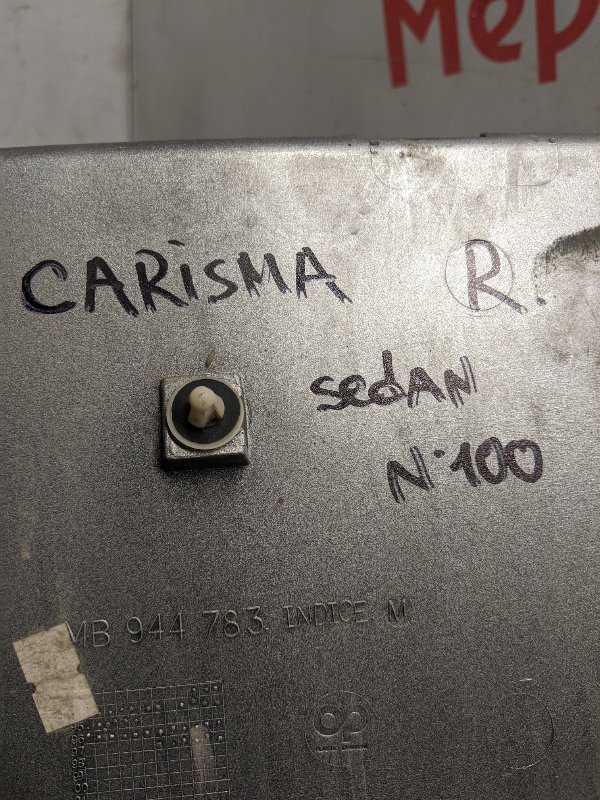 мер
CARISMA R.
sedAN
N·100
MB 944 783 INDICE M